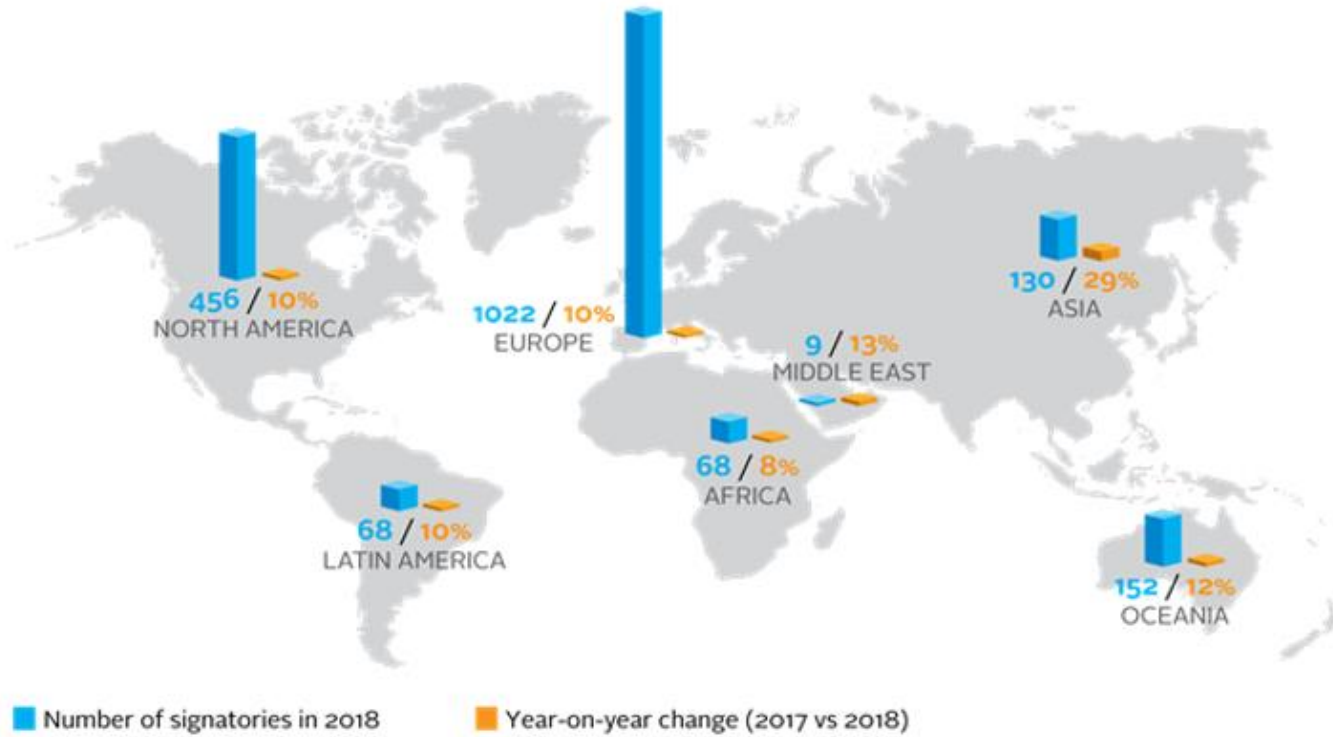 456 / 10%
NORTH AMERICA
1022 / 10%
EUROPE
130 / 29%
ASIA
9 / 13%
MIDDLE EAST
68 / 8%
AFRICA
68 / 10%
LATIN AMERICA
152 / 12%
OCEANIA
Number of signatories in 2018
Year-on-year change (2017 vs 2018)